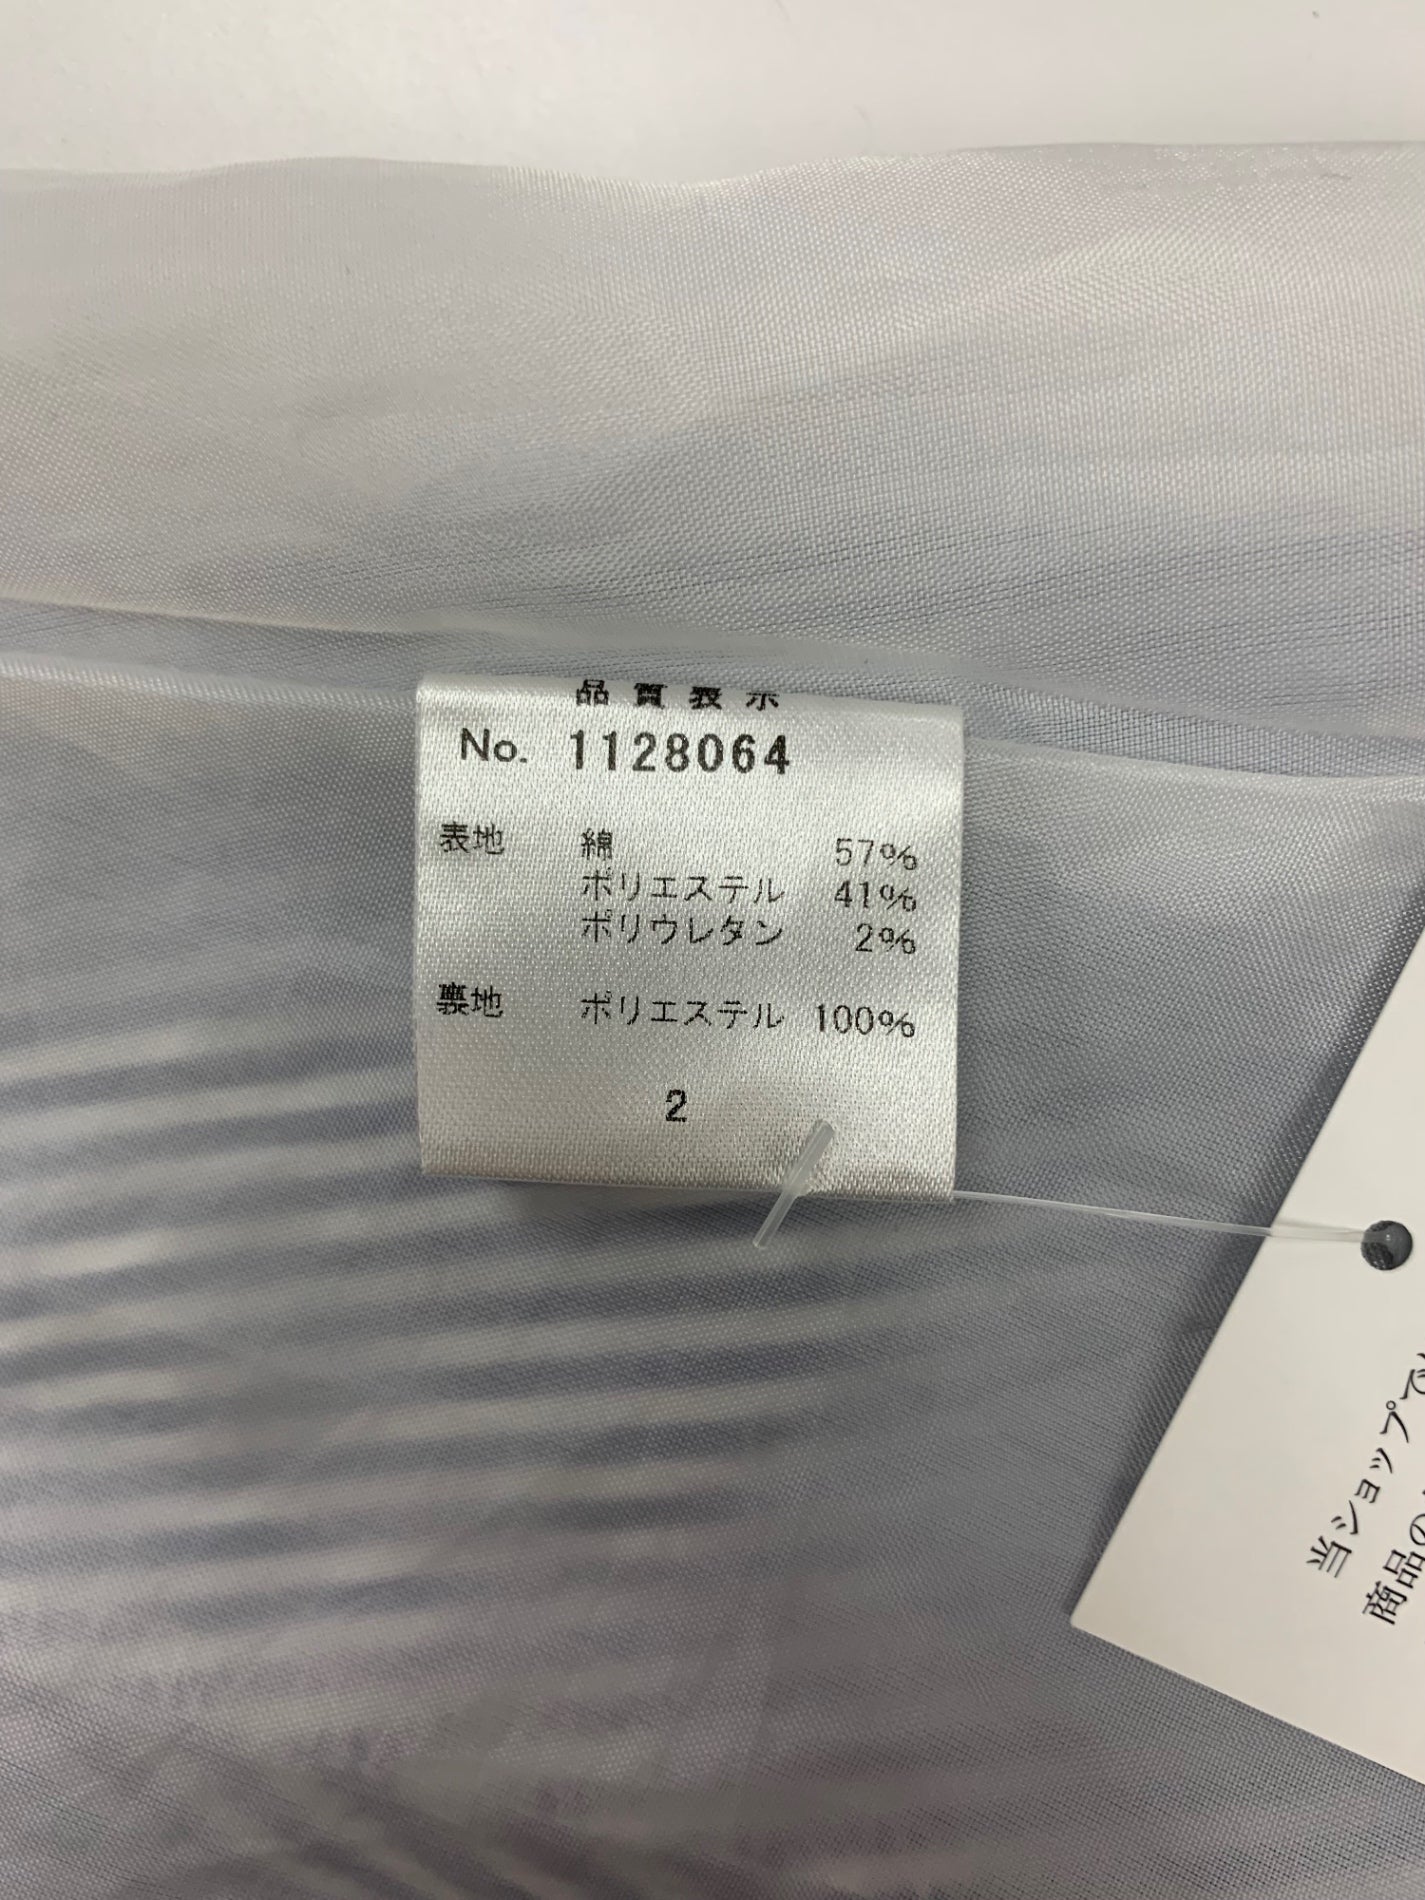 品質表示
No. 1128064
表地 綿 57%
ポリエステル 41%
ポリウレタン 2%
裏地 ポリエステル 100%
2
当ショップで
商品の